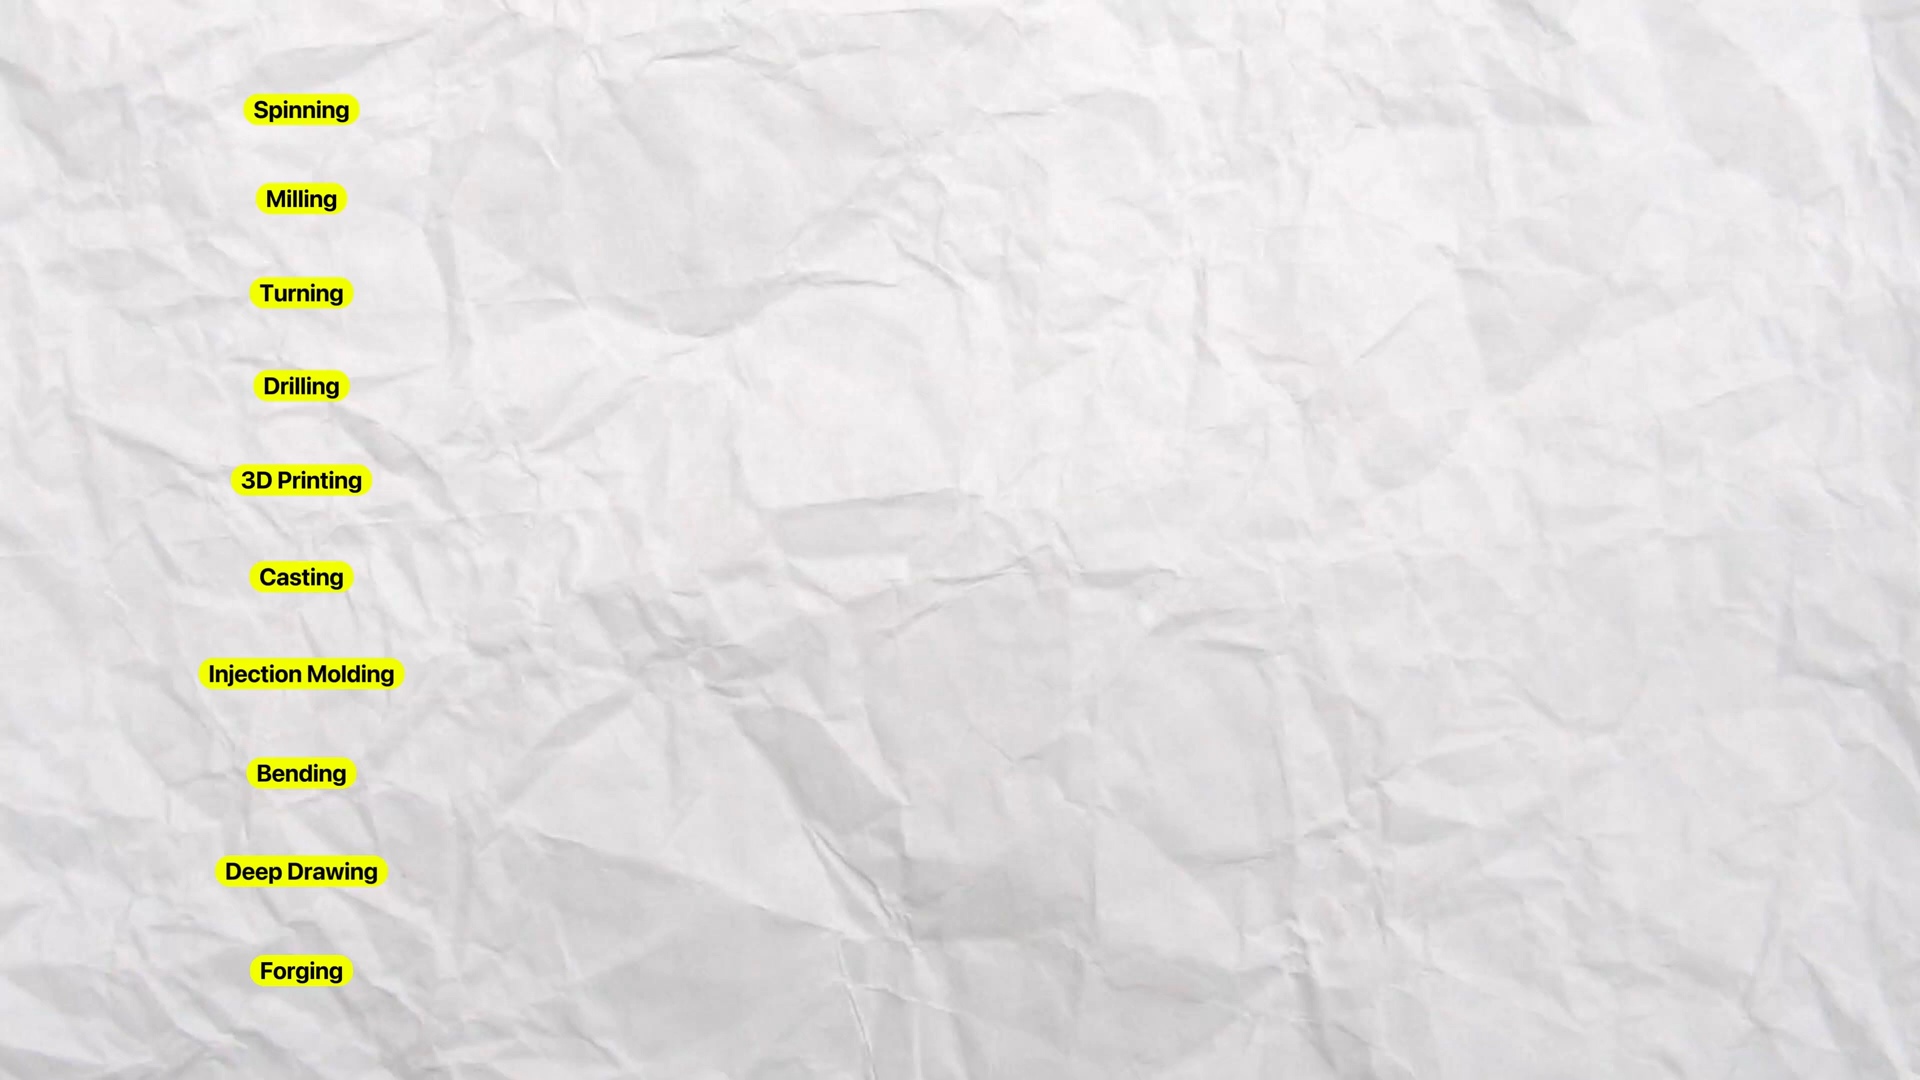 Spinning
Milling
Turning
Drilling
3D Printing
Casting
Injection Molding
Bending
Deep Drawing
Forging